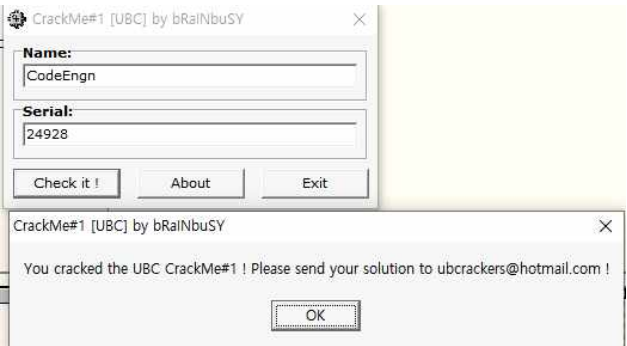 CrackMe#1 [UBC] by bRaINbuSY
Name:
CodeEngn
Serial:
24928
Check it ! About Exit
CrackMe#1 [UBC] by bRaINbuSY
You cracked the UBC CrackMe#1 ! Please send your solution to ubcrackers@hotmail.com !
OK